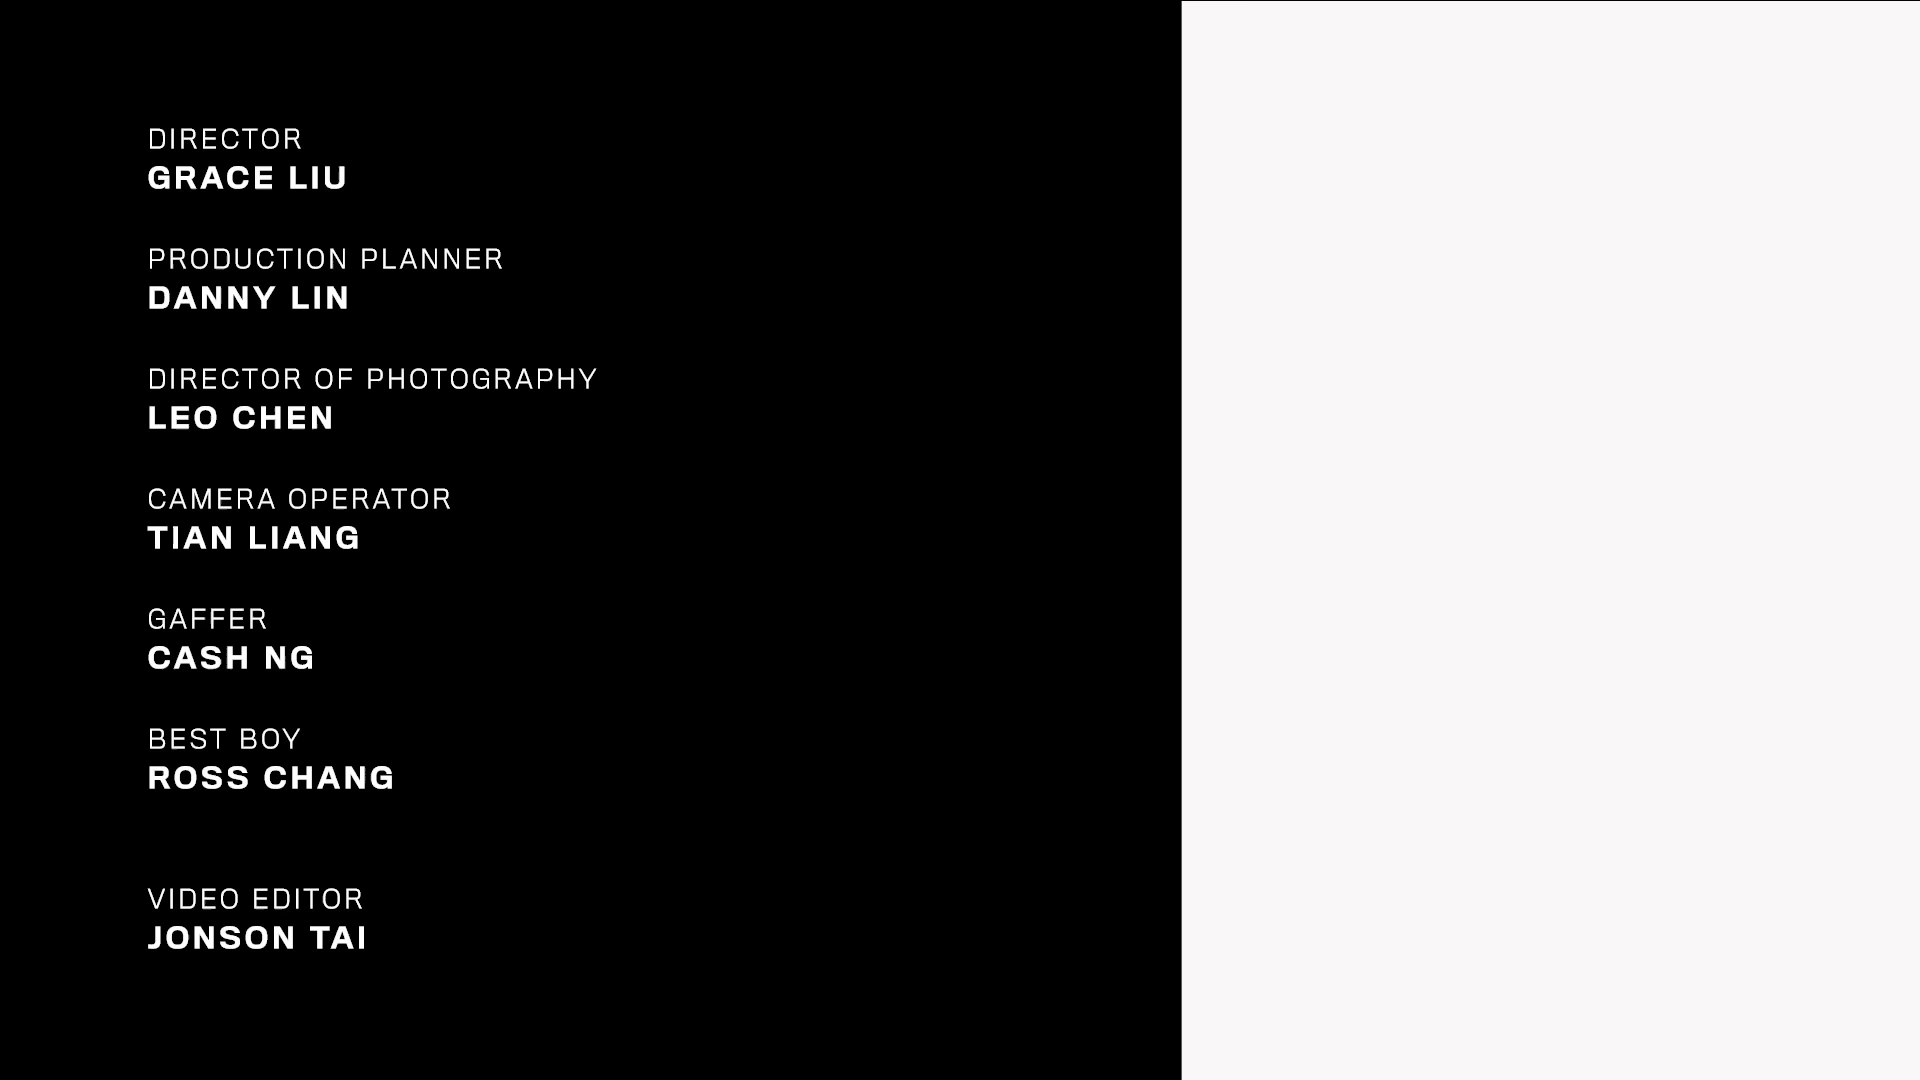 DIRECTOR
GRACE LIU
PRODUCTION PLANNER
DANNY LIN
DIRECTOR OF PHOTOGRAPHY
LEO CHEN
CAMERA OPERATOR
TIAN LIANG
GAFFER
CASH NG
BEST BOY
ROSS CHANG
VIDEO EDITOR
JONSON TAI